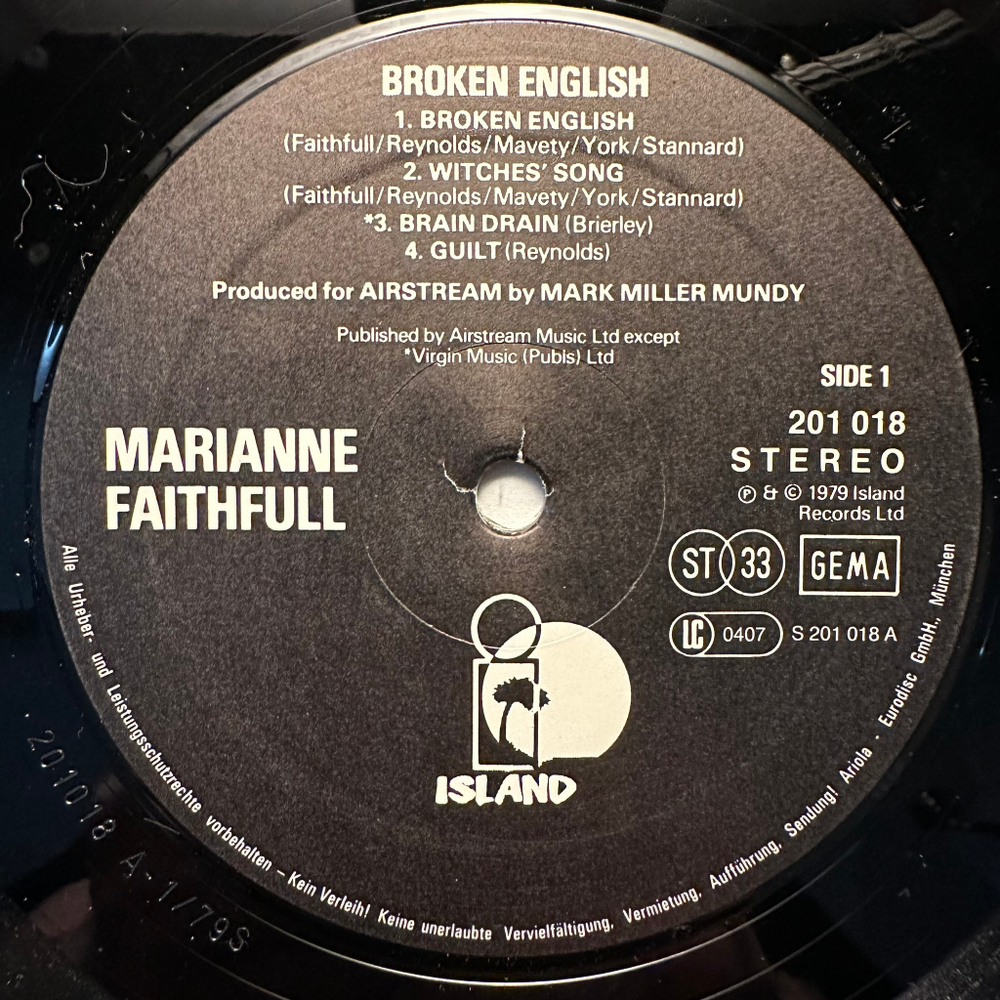 BROKEN ENGLISH
1. BROKEN ENGLISH
(Faithfull/Reynolds/Mavety/York/Stannard)
2. WITCHES' SONG
(Faithfull/Reynolds/Mavety/York/Stannard)
*3. BRAIN DRAIN (Brierley)
4. GUILT (Reynolds)
Produced for AIRSTREAM by MARK MILLER MUNDY
Published by Airstream Music Ltd except
*Virgin Music (Publs) Ltd
SIDE 1
201 018
STEREO
Ⓟ & © 1979 Island
Records Ltd
MARIANNE
FAITHFULL
ST 33 GEMA
LC 0407 S 201 018 A
ISLAND
Alle Urheber- und Leistungsschutzrechte vorbehalten – Kein Verleih! Keine unerlaubte Vervielfältigung, Vermietung, Aufführung, Sendung! Ariola - Eurodisc GmbH., München
201018 A-1/79S